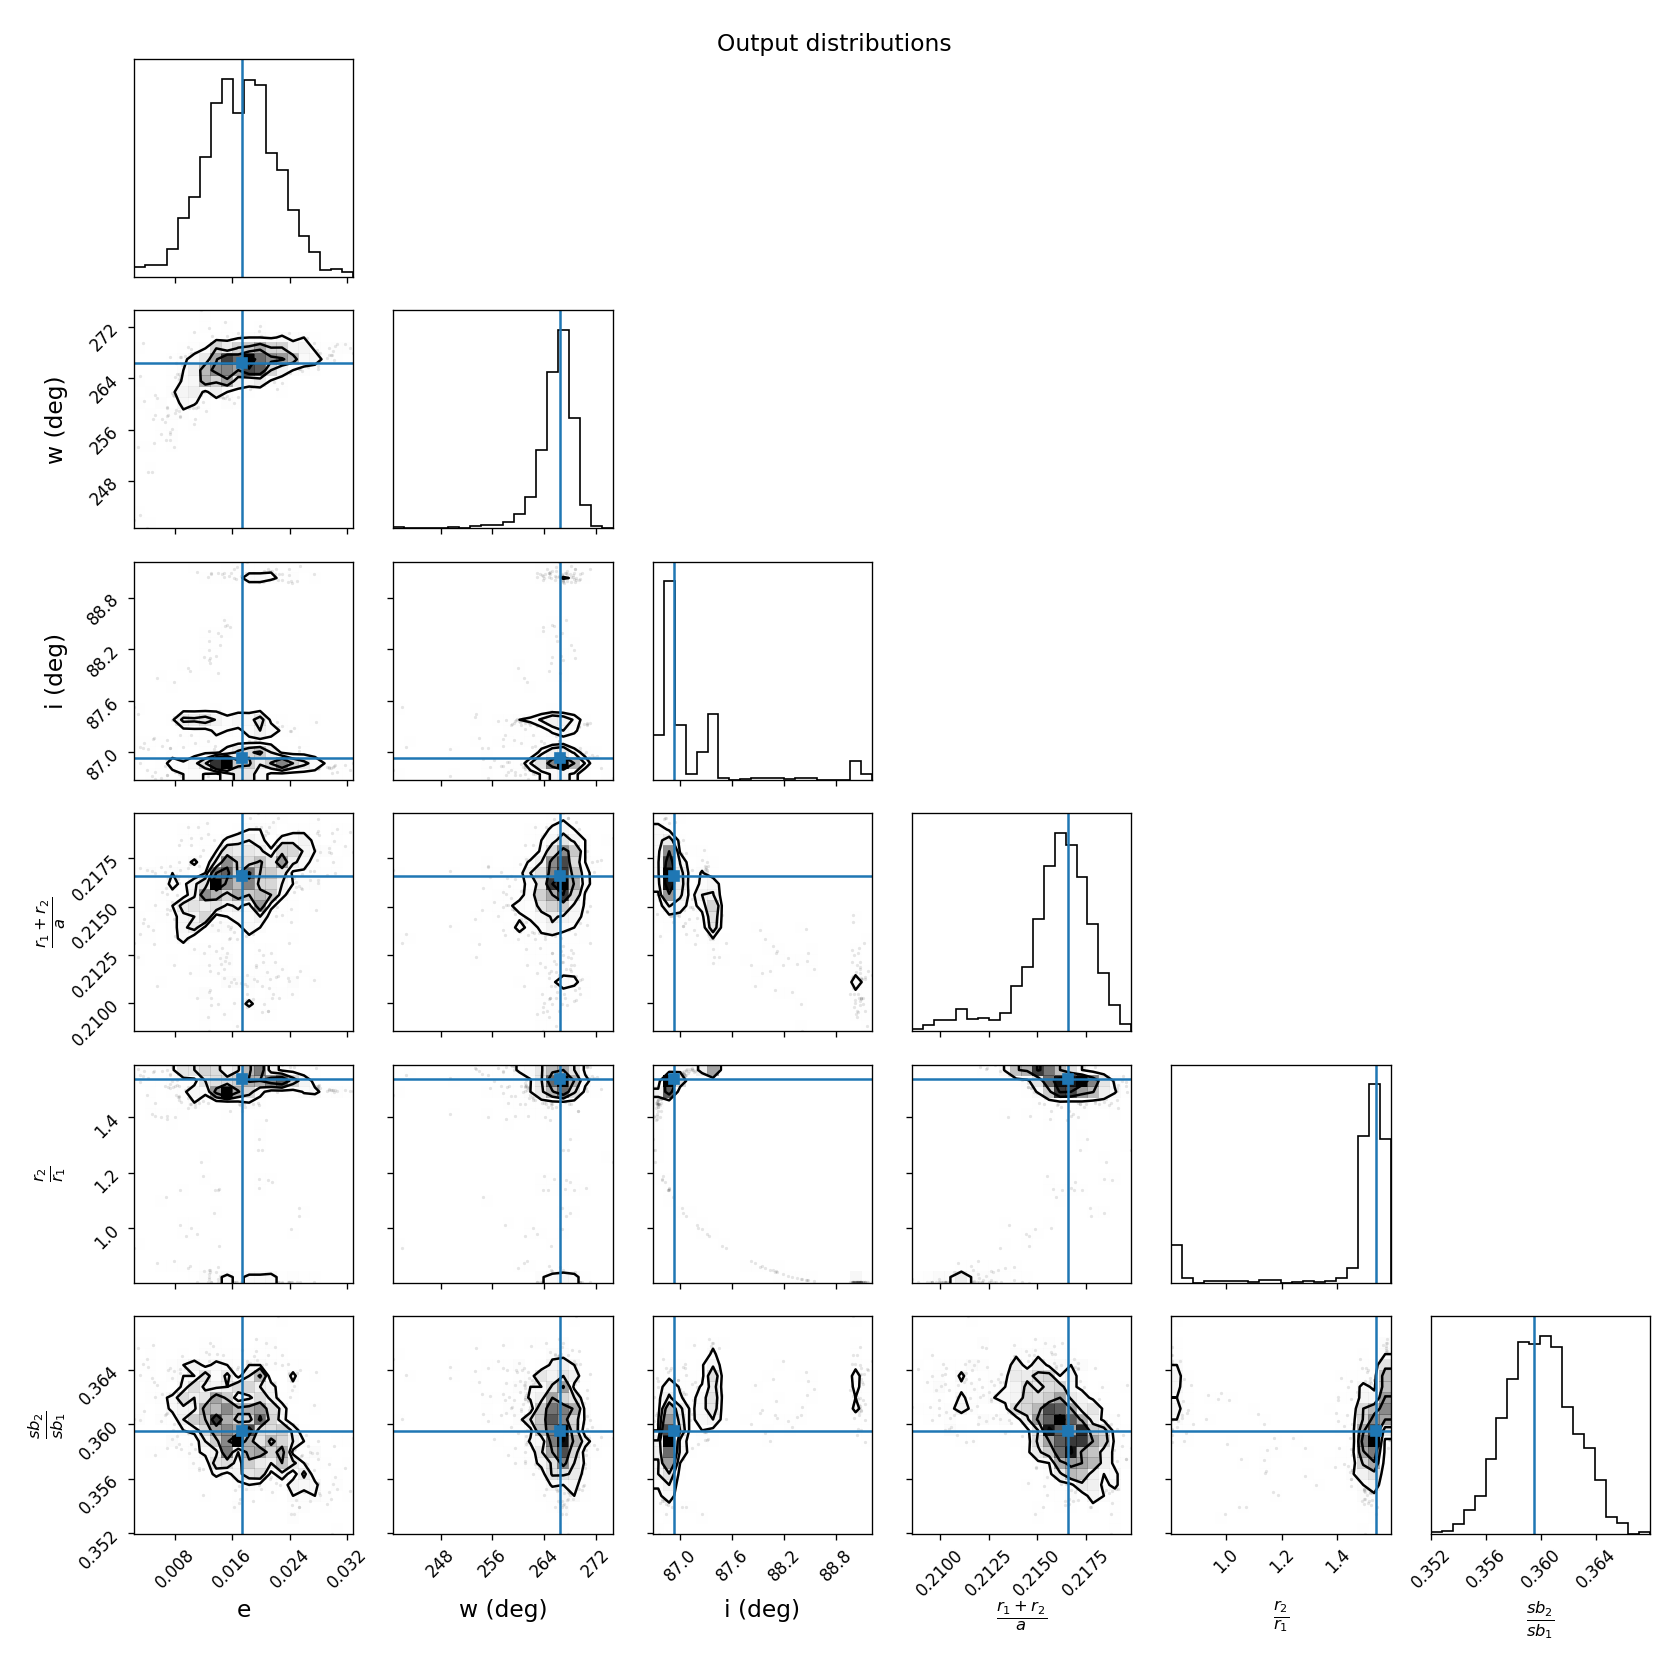 Output distributions
w (deg)
272
264
256
248
i (deg)
88.8
88.2
87.6
87.0
r₁ + r₂
a
0.2175
0.2150
0.2125
0.2100
r₂
r₁
1.4
1.2
1.0
sb₂
sb₁
0.364
0.360
0.356
0.352
0.008 0.016 0.024 0.032
248 256 264 272
87.0 87.6 88.2 88.8
0.2100 0.2125 0.2150 0.2175
1.0 1.2 1.4
0.352 0.356 0.360 0.364
e
w (deg)
i (deg)
r₁ + r₂
a
r₂
r₁
sb₂
sb₁